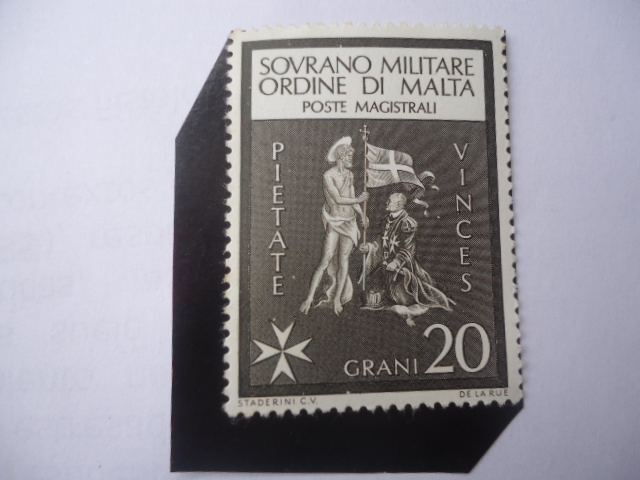 SOVRANO MILITARE
ORDINE DI MALTA
POSTE MAGISTRALI
PIETATE
VINCES
GRANI 20
STADERINI C.V.
DE LA RUE